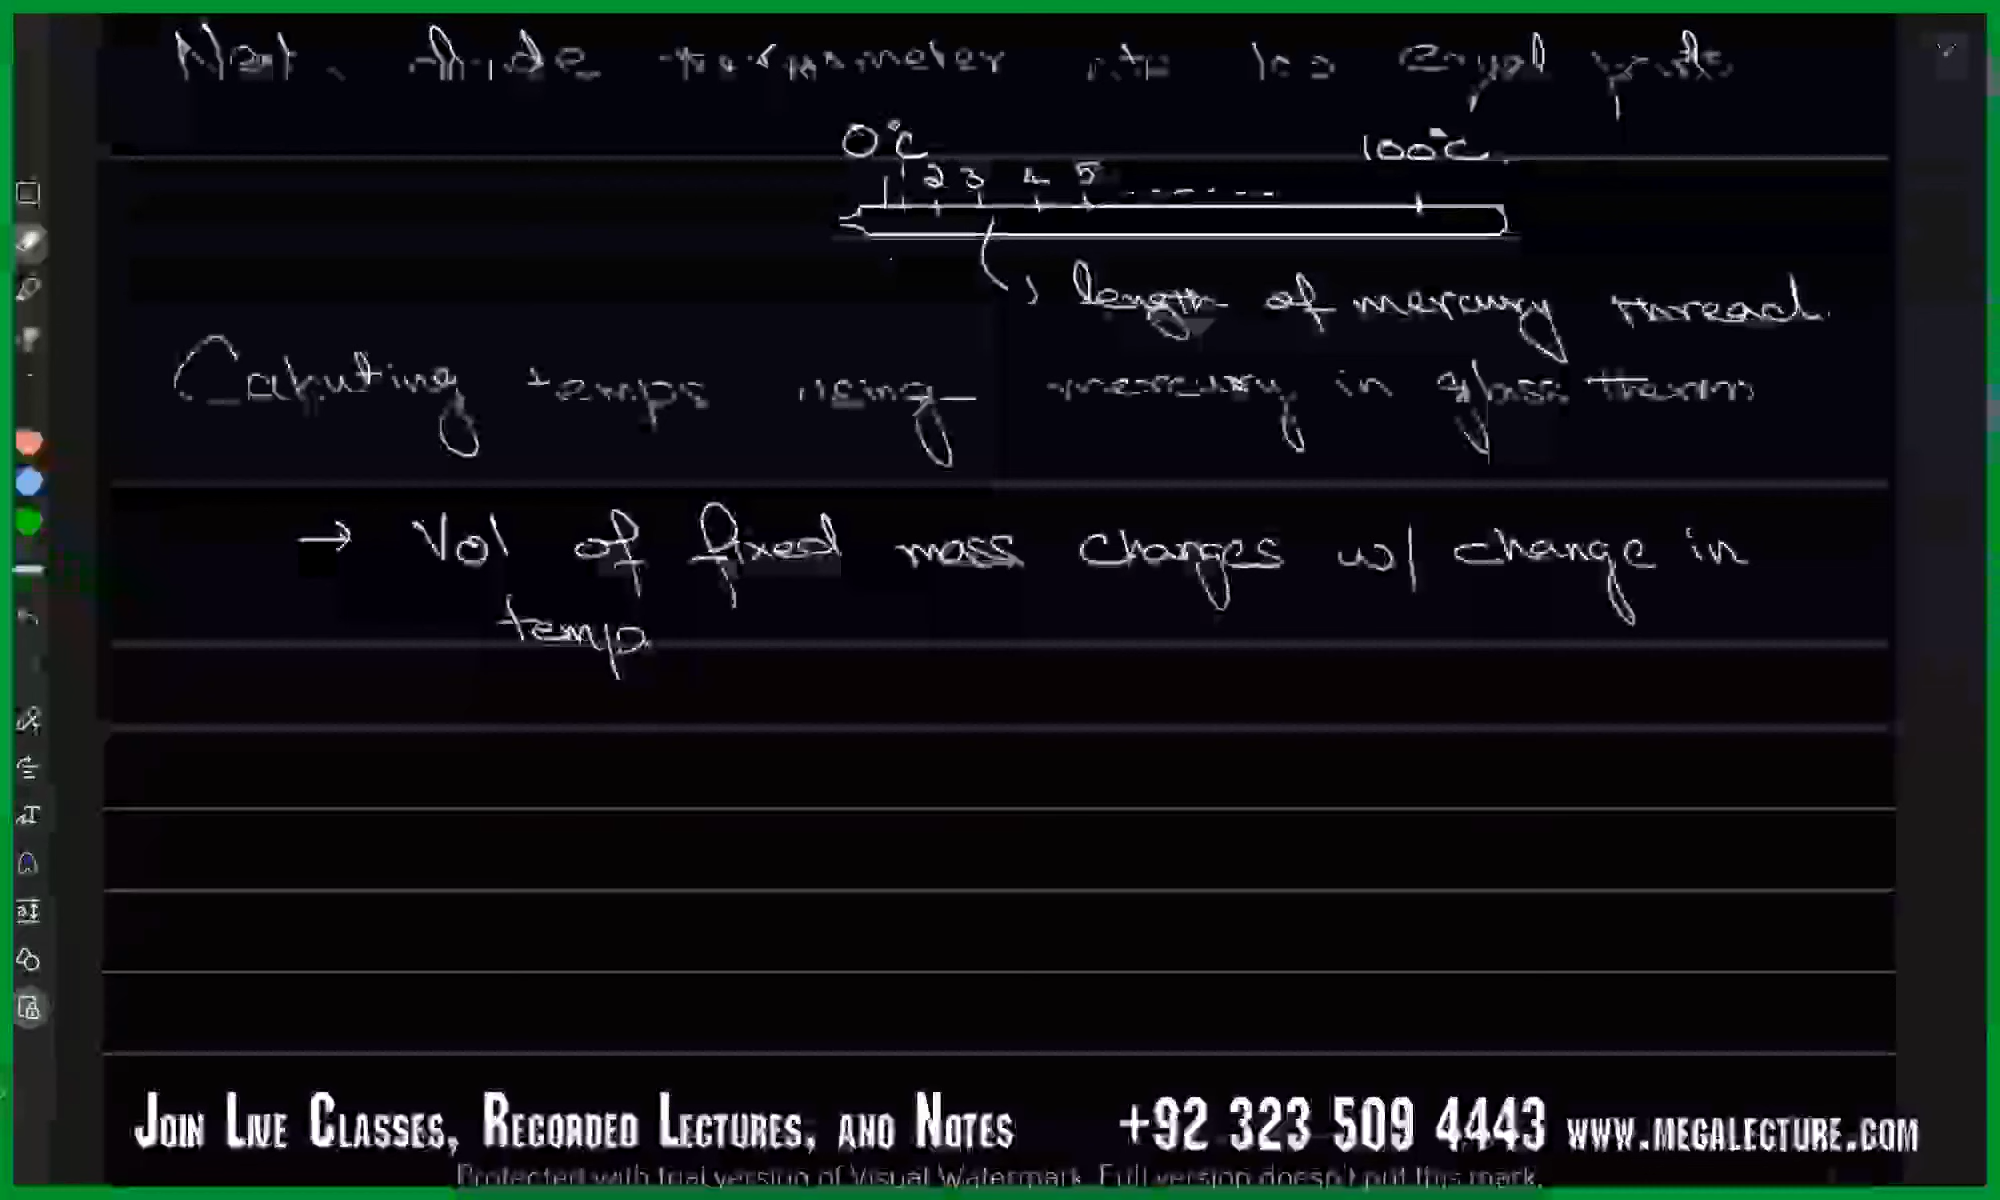 Next, divide thermometer into 100 equal parts
0°C 100°C
1 2 3 4 5 - - - - -
length of mercury thread
Calcuting temps using mercury in glass therm
→ Vol of fixed mass changes w/ change in
temp.
JOIN LIVE CLASSES, RECORDED LECTURES, AND NOTES +92 323 509 4443 WWW.MEGALECTURE.COM
Protected with trial version of Visual Watermark. Full version doesn't put this mark.